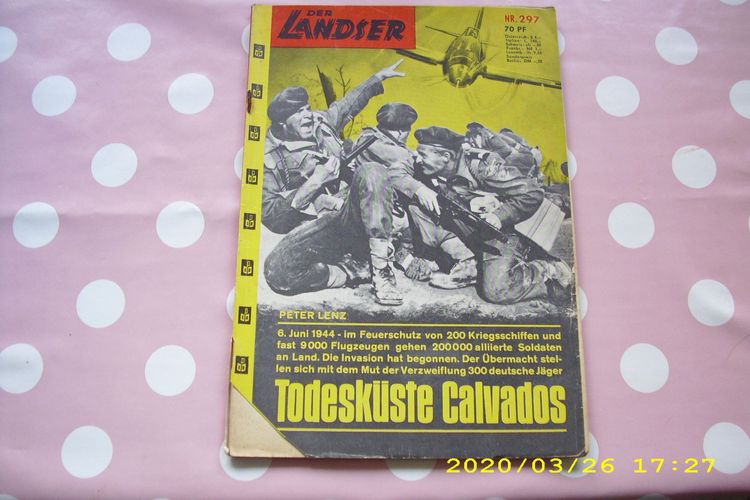 DER
LANDSER
NR. 297
70 PF
PETER LENZ
6. Juni 1944 - im Feuerschutz von 200 Kriegsschiffen und
fast 9000 Flugzeugen gehen 200000 alliierte Soldaten
an Land. Die Invasion hat begonnen. Der Übermacht stel-
len sich mit dem Mut der Verzweiflung 300 deutsche Jäger
Todesküste Calvados
2020/03/26 17:27